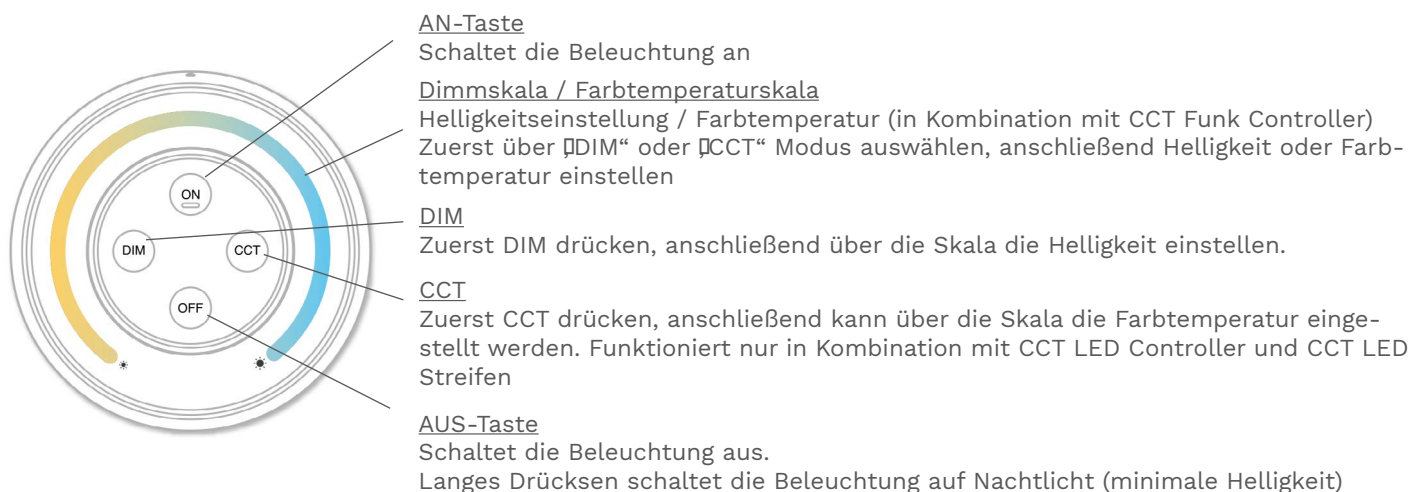 AN-Taste
Schaltet die Beleuchtung an
Dimmskala / Farbtemperaturskala
Helligkeitseinstellung / Farbtemperatur (in Kombination mit CCT Funk Controller)
Zuerst über „DIM“ oder „CCT“ Modus auswählen, anschließend Helligkeit oder Farb-
temperatur einstellen
ON
DIM
CCT
OFF
DIM
Zuerst DIM drücken, anschließend über die Skala die Helligkeit einstellen.
CCT
Zuerst CCT drücken, anschließend kann über die Skala die Farbtemperatur einge-
stellt werden. Funktioniert nur in Kombination mit CCT LED Controller und CCT LED
Streifen
AUS-Taste
Schaltet die Beleuchtung aus.
Langes Drücksen schaltet die Beleuchtung auf Nachtlicht (minimale Helligkeit)